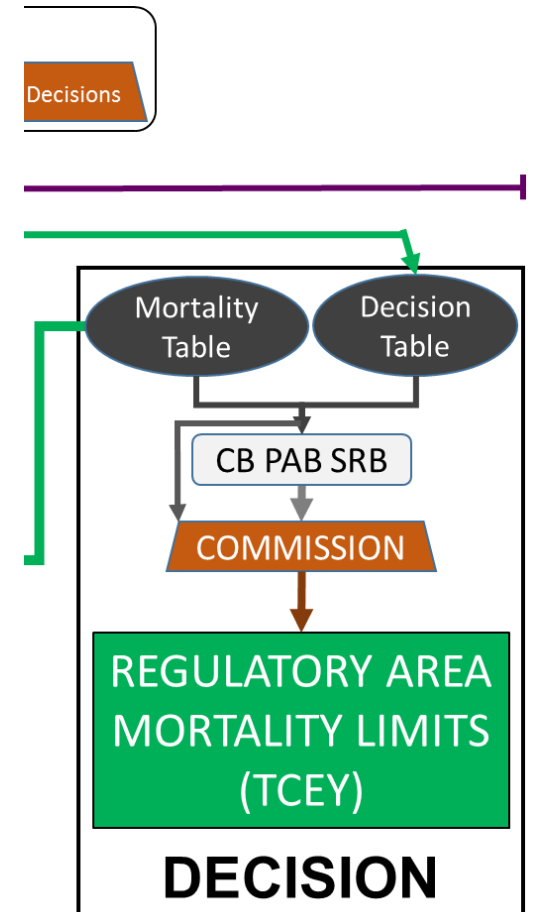 Decisions
Mortality
Table
Decision
Table
CB PAB SRB
COMMISSION
REGULATORY AREA
MORTALITY LIMITS
(TCEY)
DECISION